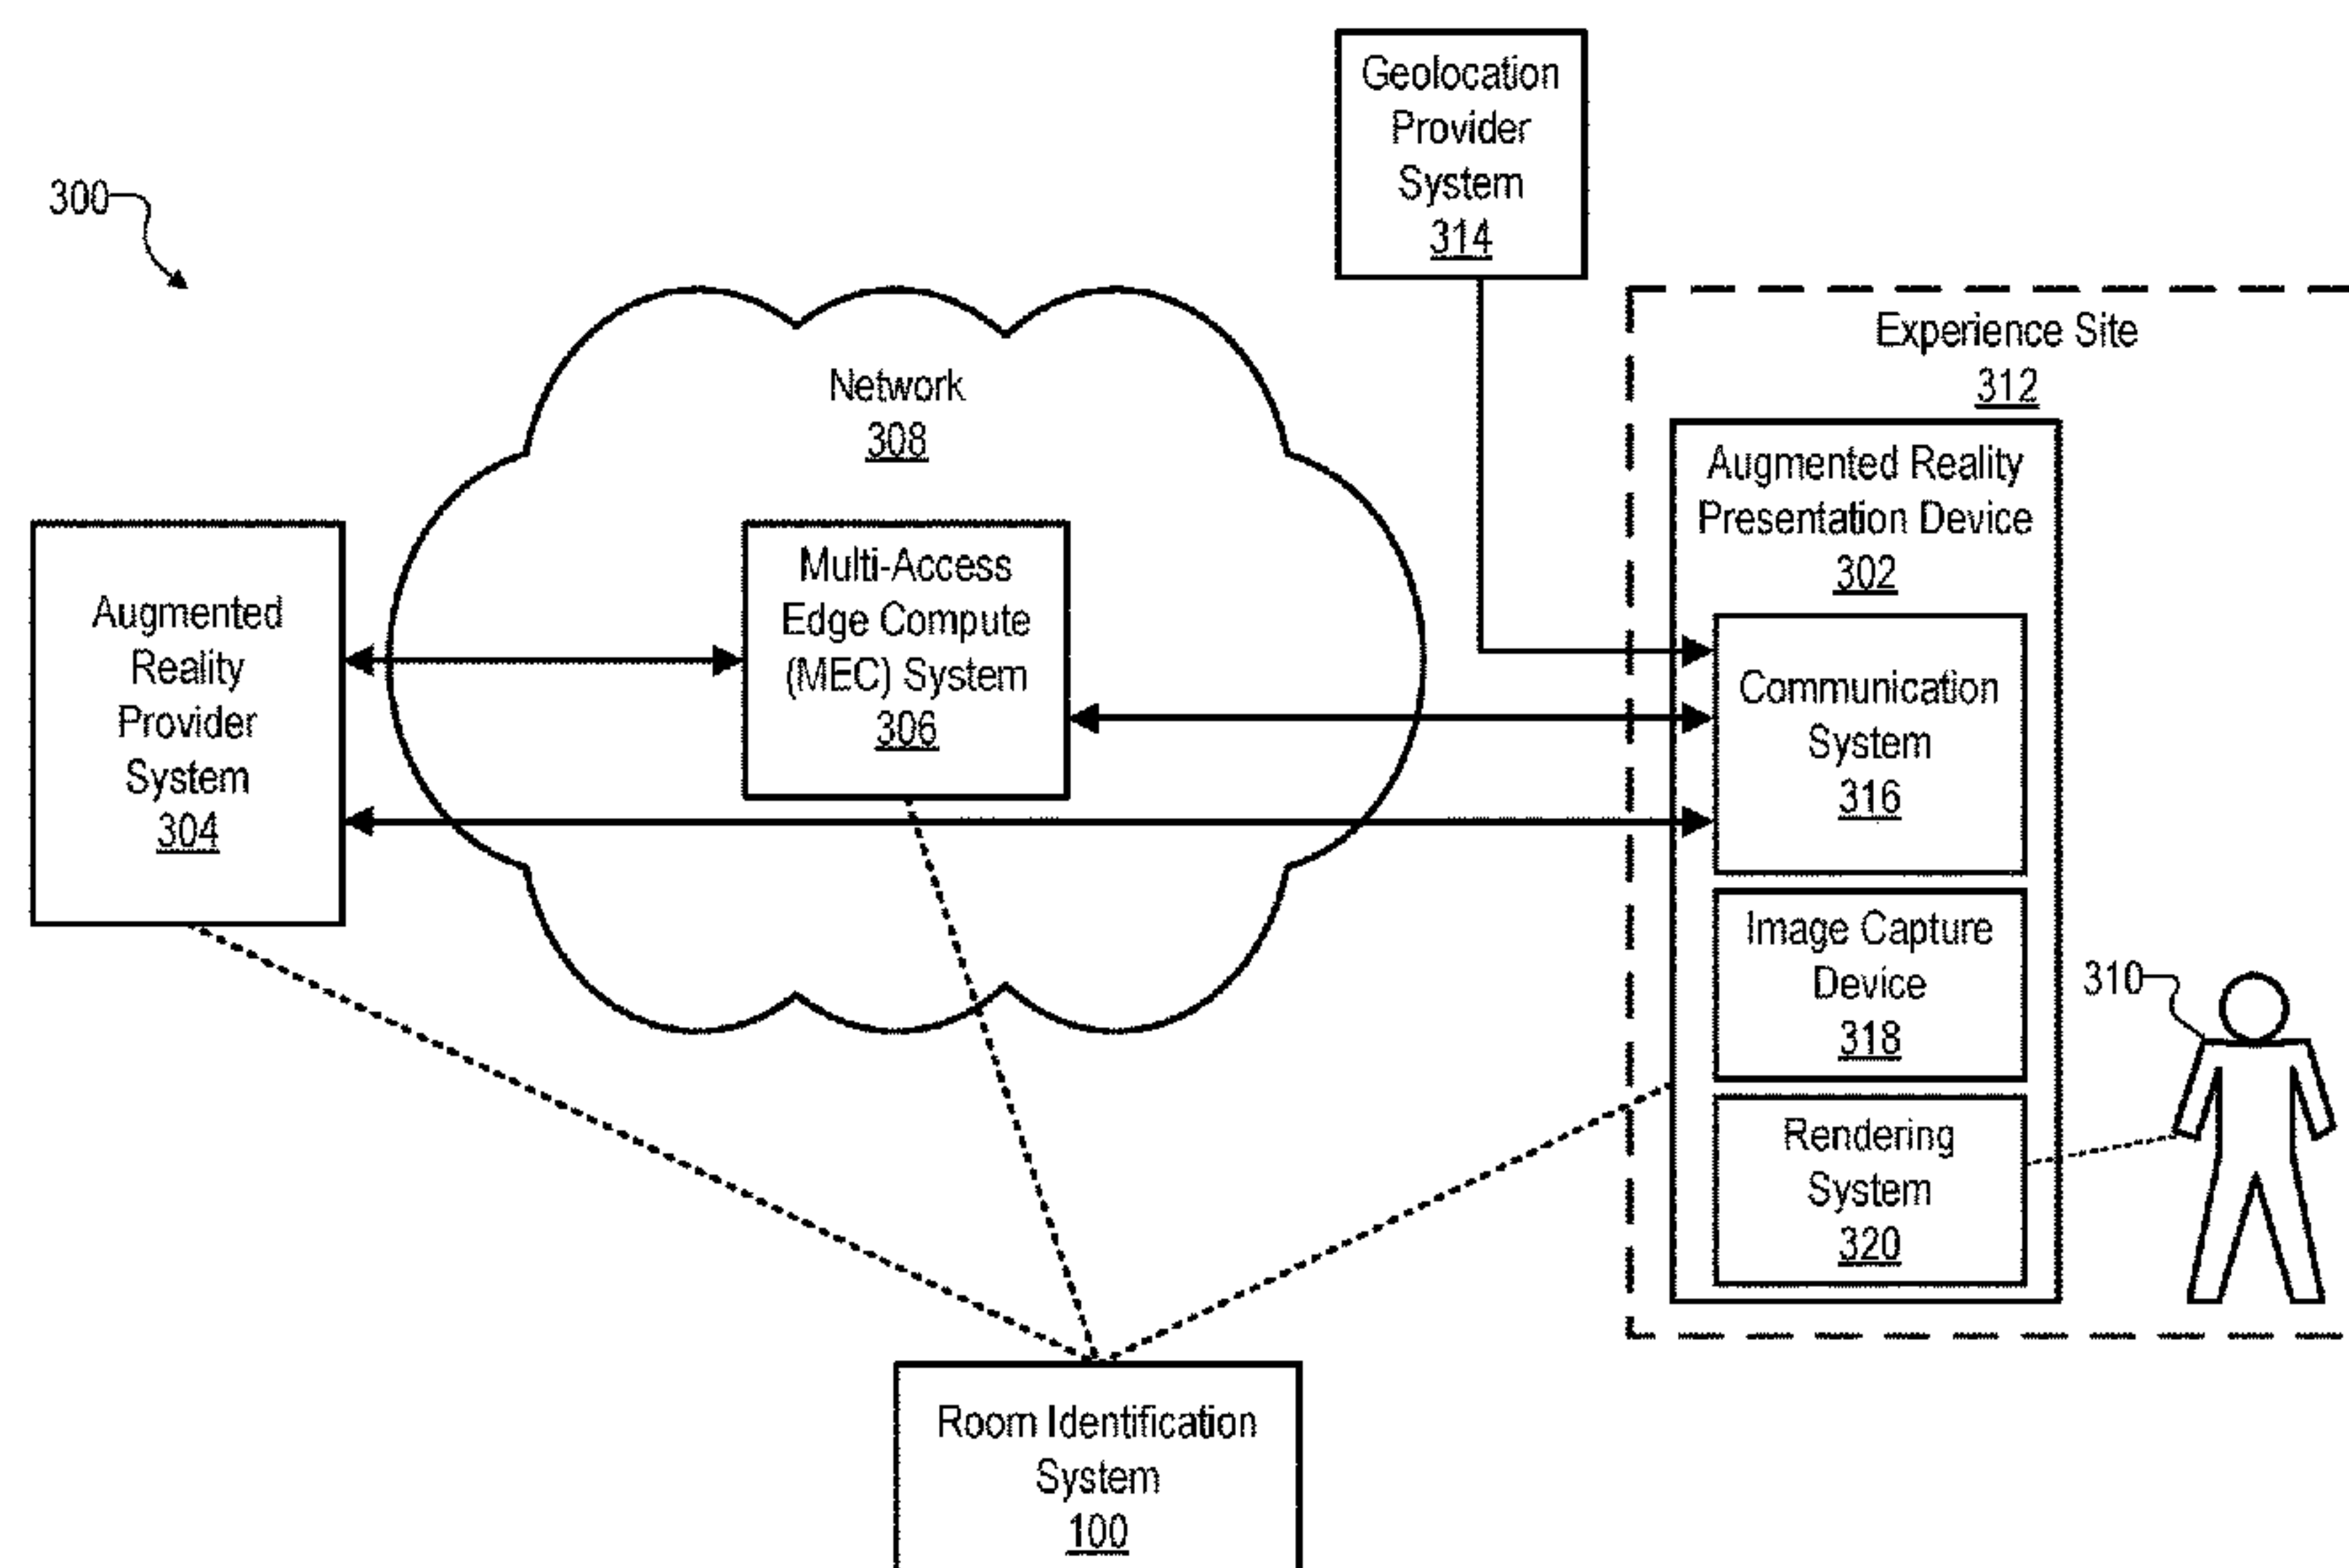 300
Geolocation
Provider
System
314
Experience Site
312
Network
308
Augmented Reality
Presentation Device
302
Multi-Access
Edge Compute
(MEC) System
306
Augmented
Reality
Provider
System
304
Communication
System
316
Image Capture
Device
318
310
Rendering
System
320
Room Identification
System
100